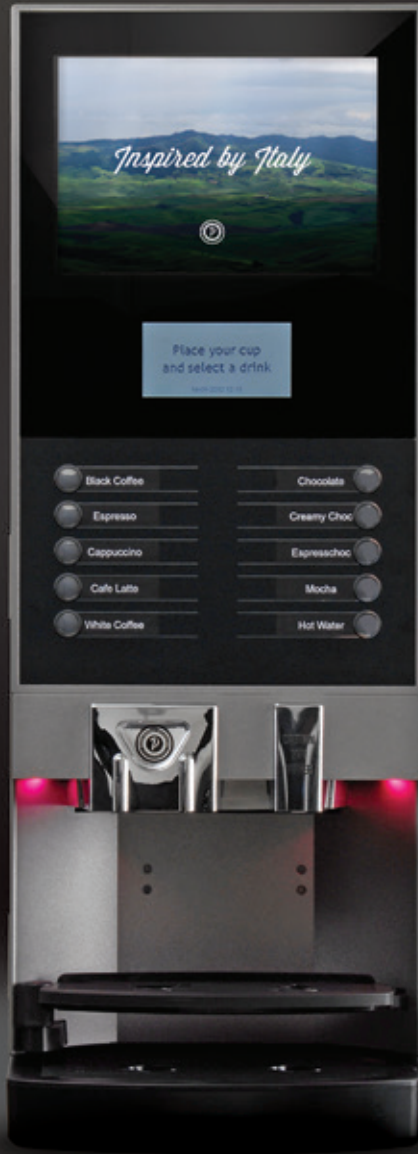 Inspired by Italy
Place your cup
and select a drink
Black Coffee
Espresso
Cappuccino
Cafe Latte
White Coffee
Chocolate
Creamy Choc
Espresschoc
Mocha
Hot Water